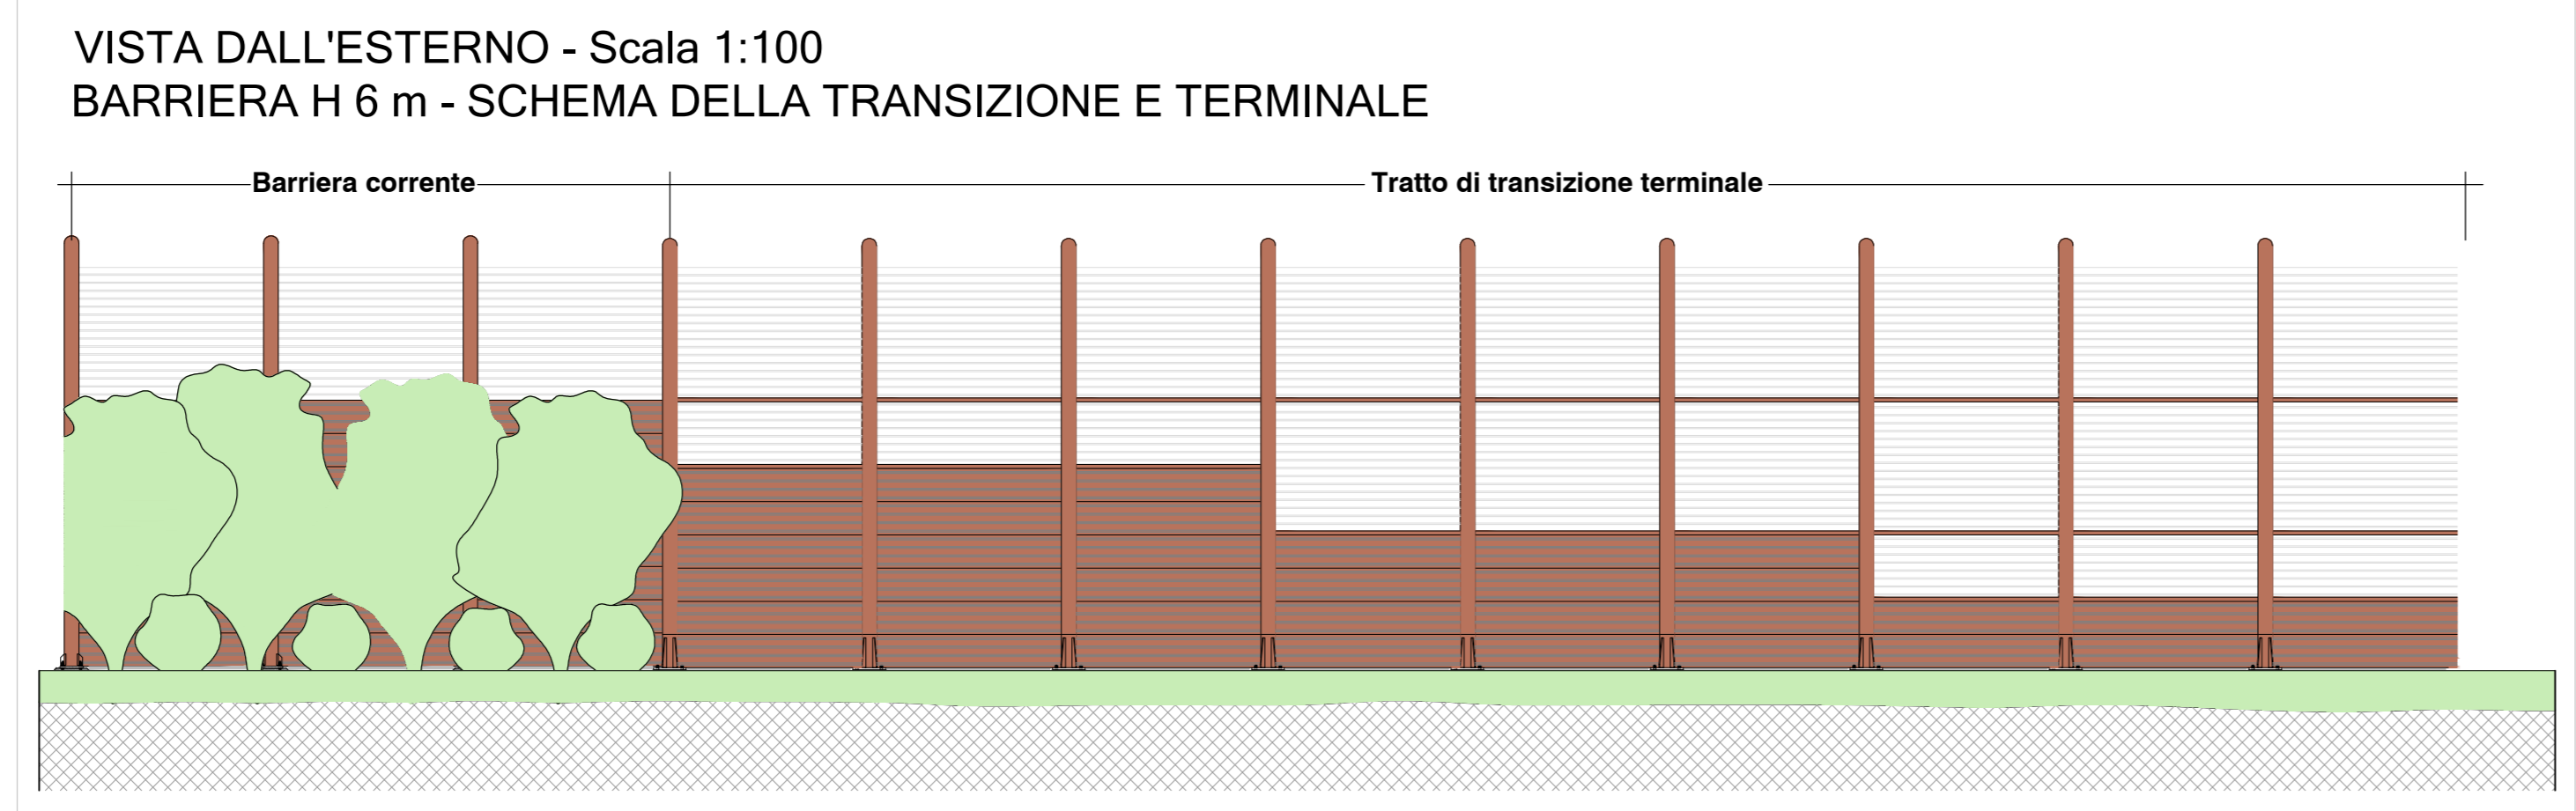 VISTA DALL'ESTERNO - Scala 1:100
BARRIERA H 6 m - SCHEMA DELLA TRANSIZIONE E TERMINALE
Barriera corrente
Tratto di transizione terminale